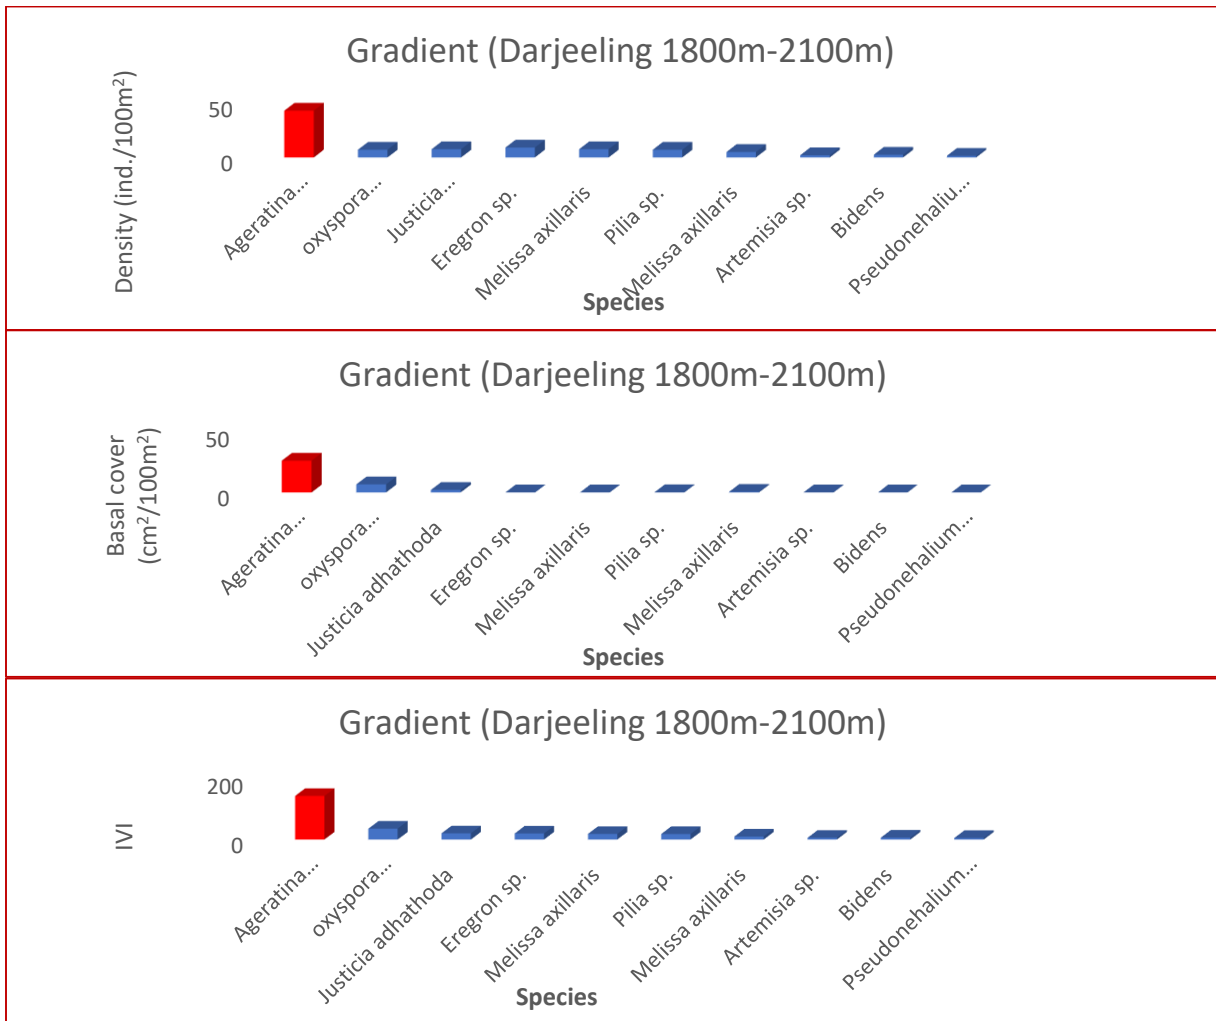 Gradient (Darjeeling 1800m-2100m)
Density (ind./100m²)
50
0
Ageratina...
oxyspora...
Justicia...
Eregron sp.
Melissa axillaris
Pilia sp.
Melissa axillaris
Artemisia sp.
Bidens
Pseudonehaliu...
Species
Gradient (Darjeeling 1800m-2100m)
Basal cover
(cm²/100m²)
50
0
Ageratina...
oxyspora...
Justicia adhathoda
Eregron sp.
Melissa axillaris
Pilia sp.
Melissa axillaris
Artemisia sp.
Bidens
Pseudonehalium...
Species
Gradient (Darjeeling 1800m-2100m)
IVI
200
0
Ageratina...
oxyspora...
Justicia adhathoda
Eregron sp.
Melissa axillaris
Pilia sp.
Melissa axillaris
Artemisia sp.
Bidens
Pseudonehalium...
Species